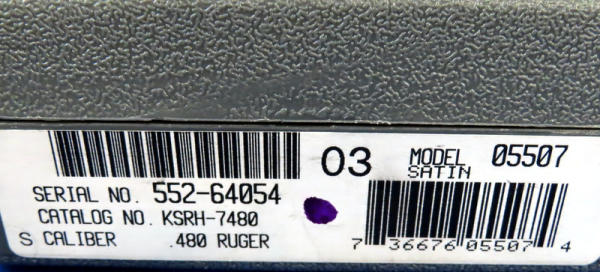 03 MODEL 05507
SATIN
SERIAL NO. 552-64054
CATALOG NO. KSRH-7480
S CALIBER .480 RUGER
7 36676 05507 4